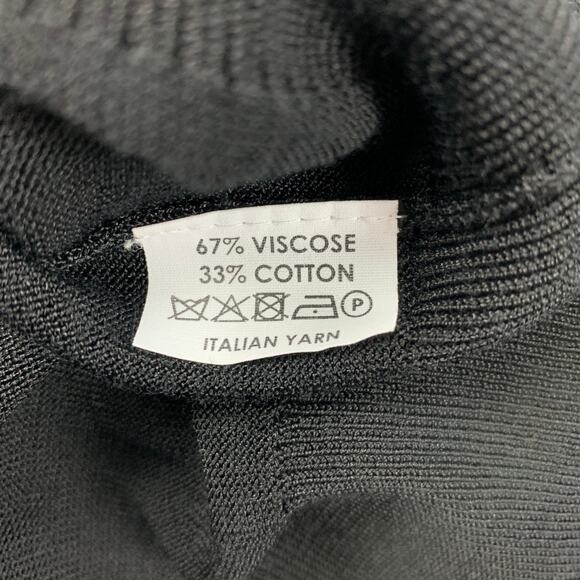 67% VISCOSE
33% COTTON
P
ITALIAN YARN